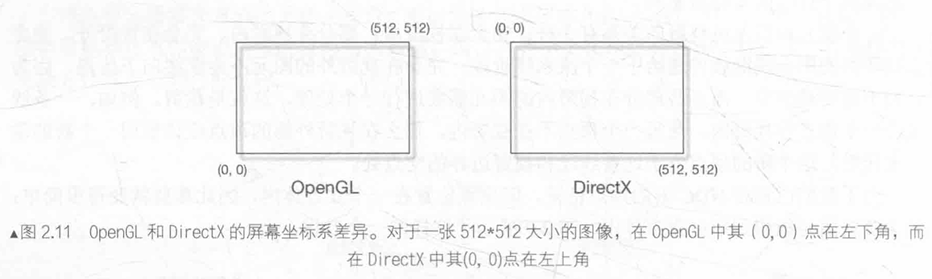 (512, 512)
(0, 0)
(0, 0)
(512, 512)
OpenGL
DirectX
▲图 2.11 OpenGL 和 DirectX 的屏幕坐标系差异。对于一张 512*512 大小的图像，在 OpenGL 中其 (0, 0) 点在左下角，而
在 DirectX 中其(0, 0)点在左上角